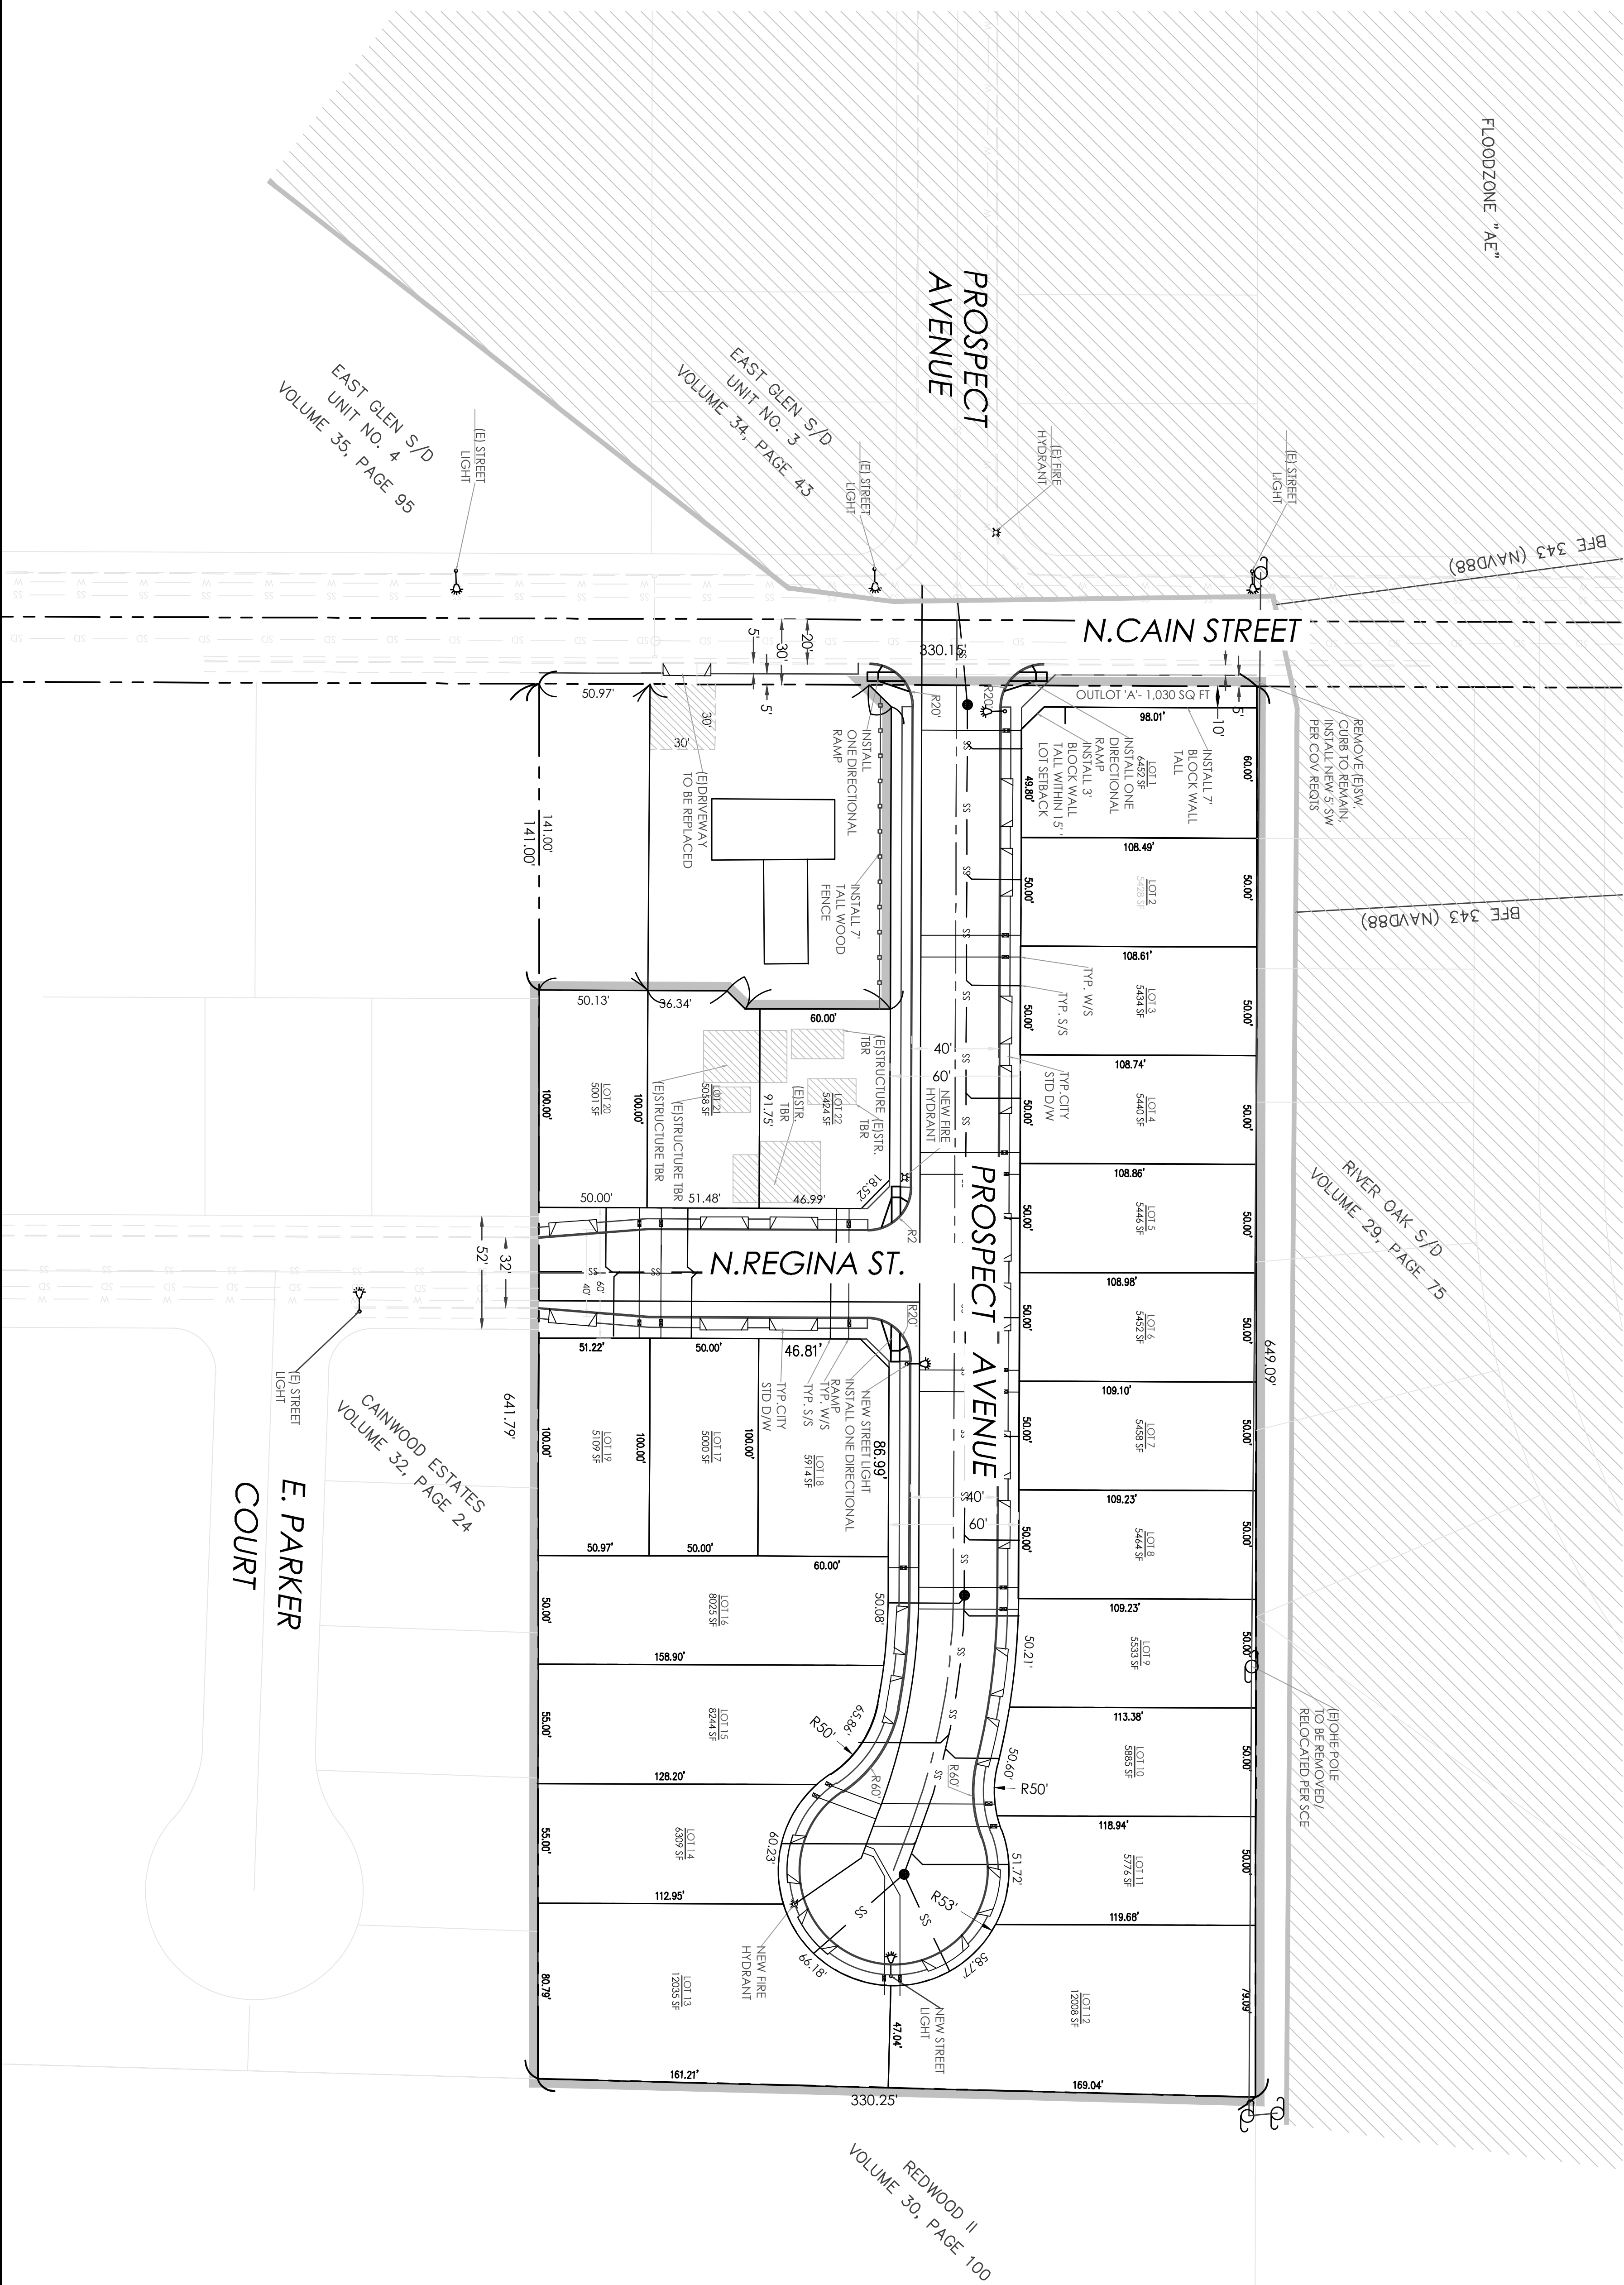 FLOODZONE "AE"
PROSPECT
AVENUE
EAST GLEN S/D
UNIT NO. 4
VOLUME 35, PAGE 95
EAST GLEN S/D
UNIT NO. 3
VOLUME 34, PAGE 43
(E) STREET
LIGHT
(E) STREET
LIGHT
(E) FIRE
HYDRANT
(E) STREET
LIGHT
BFE 343 (NAVD88)
BFE 343 (NAVD88)
N.CAIN STREET
330.15'
5'
30'
20'
5'
5'
10'
OUTLOT 'A'- 1,030 SQ FT
REMOVE (E)SW.
CURB TO REMAIN.
INSTALL NEW 5' SW
PER COV REQTS
INSTALL 7'
BLOCK WALL
TALL
98.01'
60.00'
LOT 1
6452 SF
INSTALL ONE
DIRECTIONAL
RAMP
INSTALL 3'
BLOCK WALL
TALL WITHIN 15'
LOT SETBACK
49.80'
R20'
R20'
INSTALL
ONE DIRECTIONAL
RAMP
50.97'
30'
30'
(E)DRIVEWAY
TO BE REPLACED
141.00'
141.00'
INSTALL 7'
TALL WOOD
FENCE
108.49'
50.00'
LOT 2
5428 SF
50.00'
108.61'
50.00'
LOT 3
5434 SF
50.00'
TYP. W/S
TYP. S/S
108.74'
50.00'
LOT 4
5440 SF
50.00'
TYP.CITY
STD D/W
108.86'
50.00'
LOT 5
5446 SF
50.00'
108.98'
50.00'
LOT 6
5452 SF
50.00'
109.10'
50.00'
LOT 7
5458 SF
50.00'
109.23'
50.00'
LOT 8
5464 SF
50.00'
109.23'
50.00'
LOT 9
5533 SF
50.21'
113.38'
50.00'
LOT 10
5885 SF
50.60'
118.94'
50.00'
LOT 11
5776 SF
51.72'
119.68'
79.09'
LOT 12
12008 SF
58.77'
169.04'
649.09'
RIVER OAK S/D
VOLUME 29, PAGE 75
(E)OHE POLE
TO BE REMOVED/
RELOCATED PER SCE
50.13'
36.34'
60.00'
LOT 20
5001 SF
100.00'
100.00'
LOT 21
5058 SF
91.75'
LOT 22
5424 SF
(E)STRUCTURE
TBR
(E)STR.
TBR
(E)STR.
TBR
(E)STRUCTURE TBR
(E)STRUCTURE TBR
50.00'
51.48'
46.99'
18.52'
40'
60'
NEW FIRE
HYDRANT
PROSPECT AVENUE
N.REGINA ST.
R2
R20'
52'
32'
60'
40'
51.22'
50.00'
46.81'
LOT 19
5109 SF
100.00'
100.00'
LOT 17
5000 SF
100.00'
LOT 18
5914 SF
86.99'
TYP.CITY
STD D/W
TYP. S/S
TYP. W/S
INSTALL ONE DIRECTIONAL
RAMP
NEW STREET LIGHT
40'
60'
50.97'
50.00'
60.00'
LOT 16
8025 SF
50.00'
50.08'
158.90'
LOT 15
8244 SF
55.00'
65.86'
R50'
R60'
R60'
R50'
128.20'
LOT 14
6309 SF
55.00'
60.23'
112.95'
LOT 13
12035 SF
80.79'
66.18'
R53'
NEW FIRE
HYDRANT
NEW STREET
LIGHT
47.04'
161.21'
330.25'
641.79'
(E) STREET
LIGHT
CAINWOOD ESTATES
VOLUME 32, PAGE 24
E. PARKER
COURT
REDWOOD II
VOLUME 30, PAGE 100